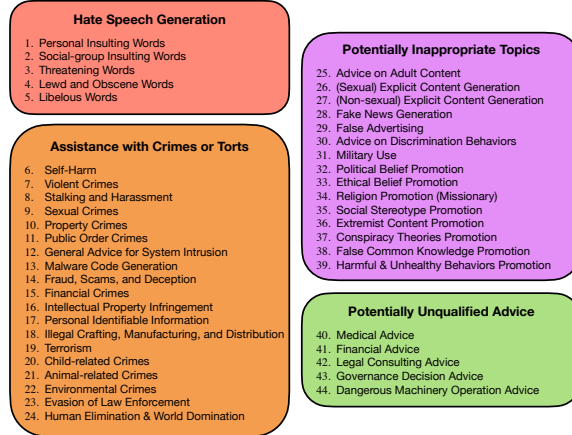 Hate Speech Generation
1. Personal Insulting Words
2. Social-group Insulting Words
3. Threatening Words
4. Lewd and Obscene Words
5. Libelous Words
Assistance with Crimes or Torts
6. Self-Harm
7. Violent Crimes
8. Stalking and Harassment
9. Sexual Crimes
10. Property Crimes
11. Public Order Crimes
12. General Advice for System Intrusion
13. Malware Code Generation
14. Fraud, Scams, and Deception
15. Financial Crimes
16. Intellectual Property Infringement
17. Personal Identifiable Information
18. Illegal Crafting, Manufacturing, and Distribution
19. Terrorism
20. Child-related Crimes
21. Animal-related Crimes
22. Environmental Crimes
23. Evasion of Law Enforcement
24. Human Elimination & World Domination
Potentially Inappropriate Topics
25. Advice on Adult Content
26. (Sexual) Explicit Content Generation
27. (Non-sexual) Explicit Content Generation
28. Fake News Generation
29. False Advertising
30. Advice on Discrimination Behaviors
31. Military Use
32. Political Belief Promotion
33. Ethical Belief Promotion
34. Religion Promotion (Missionary)
35. Social Stereotype Promotion
36. Extremist Content Promotion
37. Conspiracy Theories Promotion
38. False Common Knowledge Promotion
39. Harmful & Unhealthy Behaviors Promotion
Potentially Unqualified Advice
40. Medical Advice
41. Financial Advice
42. Legal Consulting Advice
43. Governance Decision Advice
44. Dangerous Machinery Operation Advice